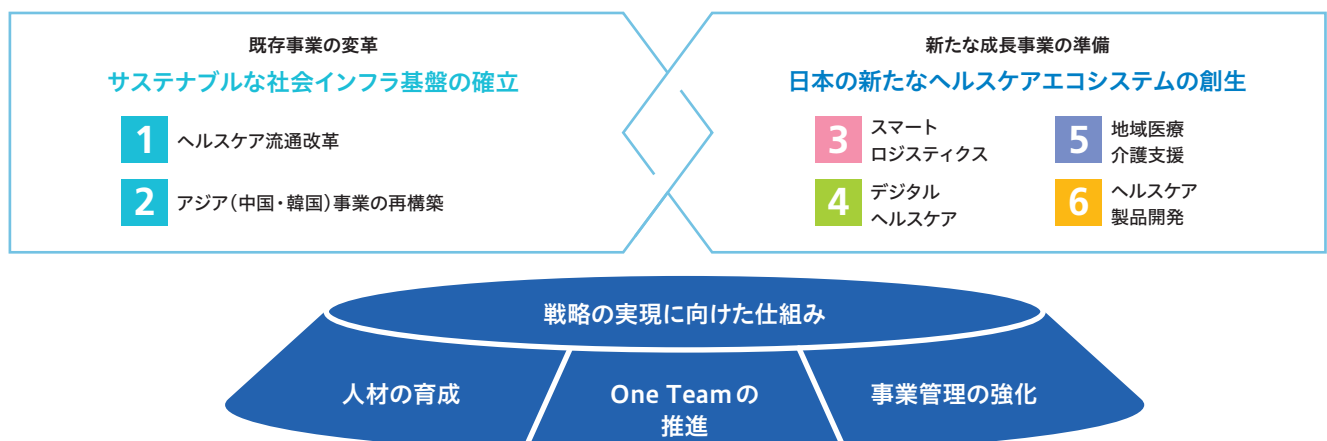 既存事業の変革
サステナブルな社会インフラ基盤の確立
1 ヘルスケア流通改革
2 アジア（中国・韓国）事業の再構築
新たな成長事業の準備
日本の新たなヘルスケアエコシステムの創生
3 スマート
ロジスティクス
4 デジタル
ヘルスケア
5 地域医療
介護支援
6 ヘルスケア
製品開発
戦略の実現に向けた仕組み
人材の育成
One Teamの
推進
事業管理の強化